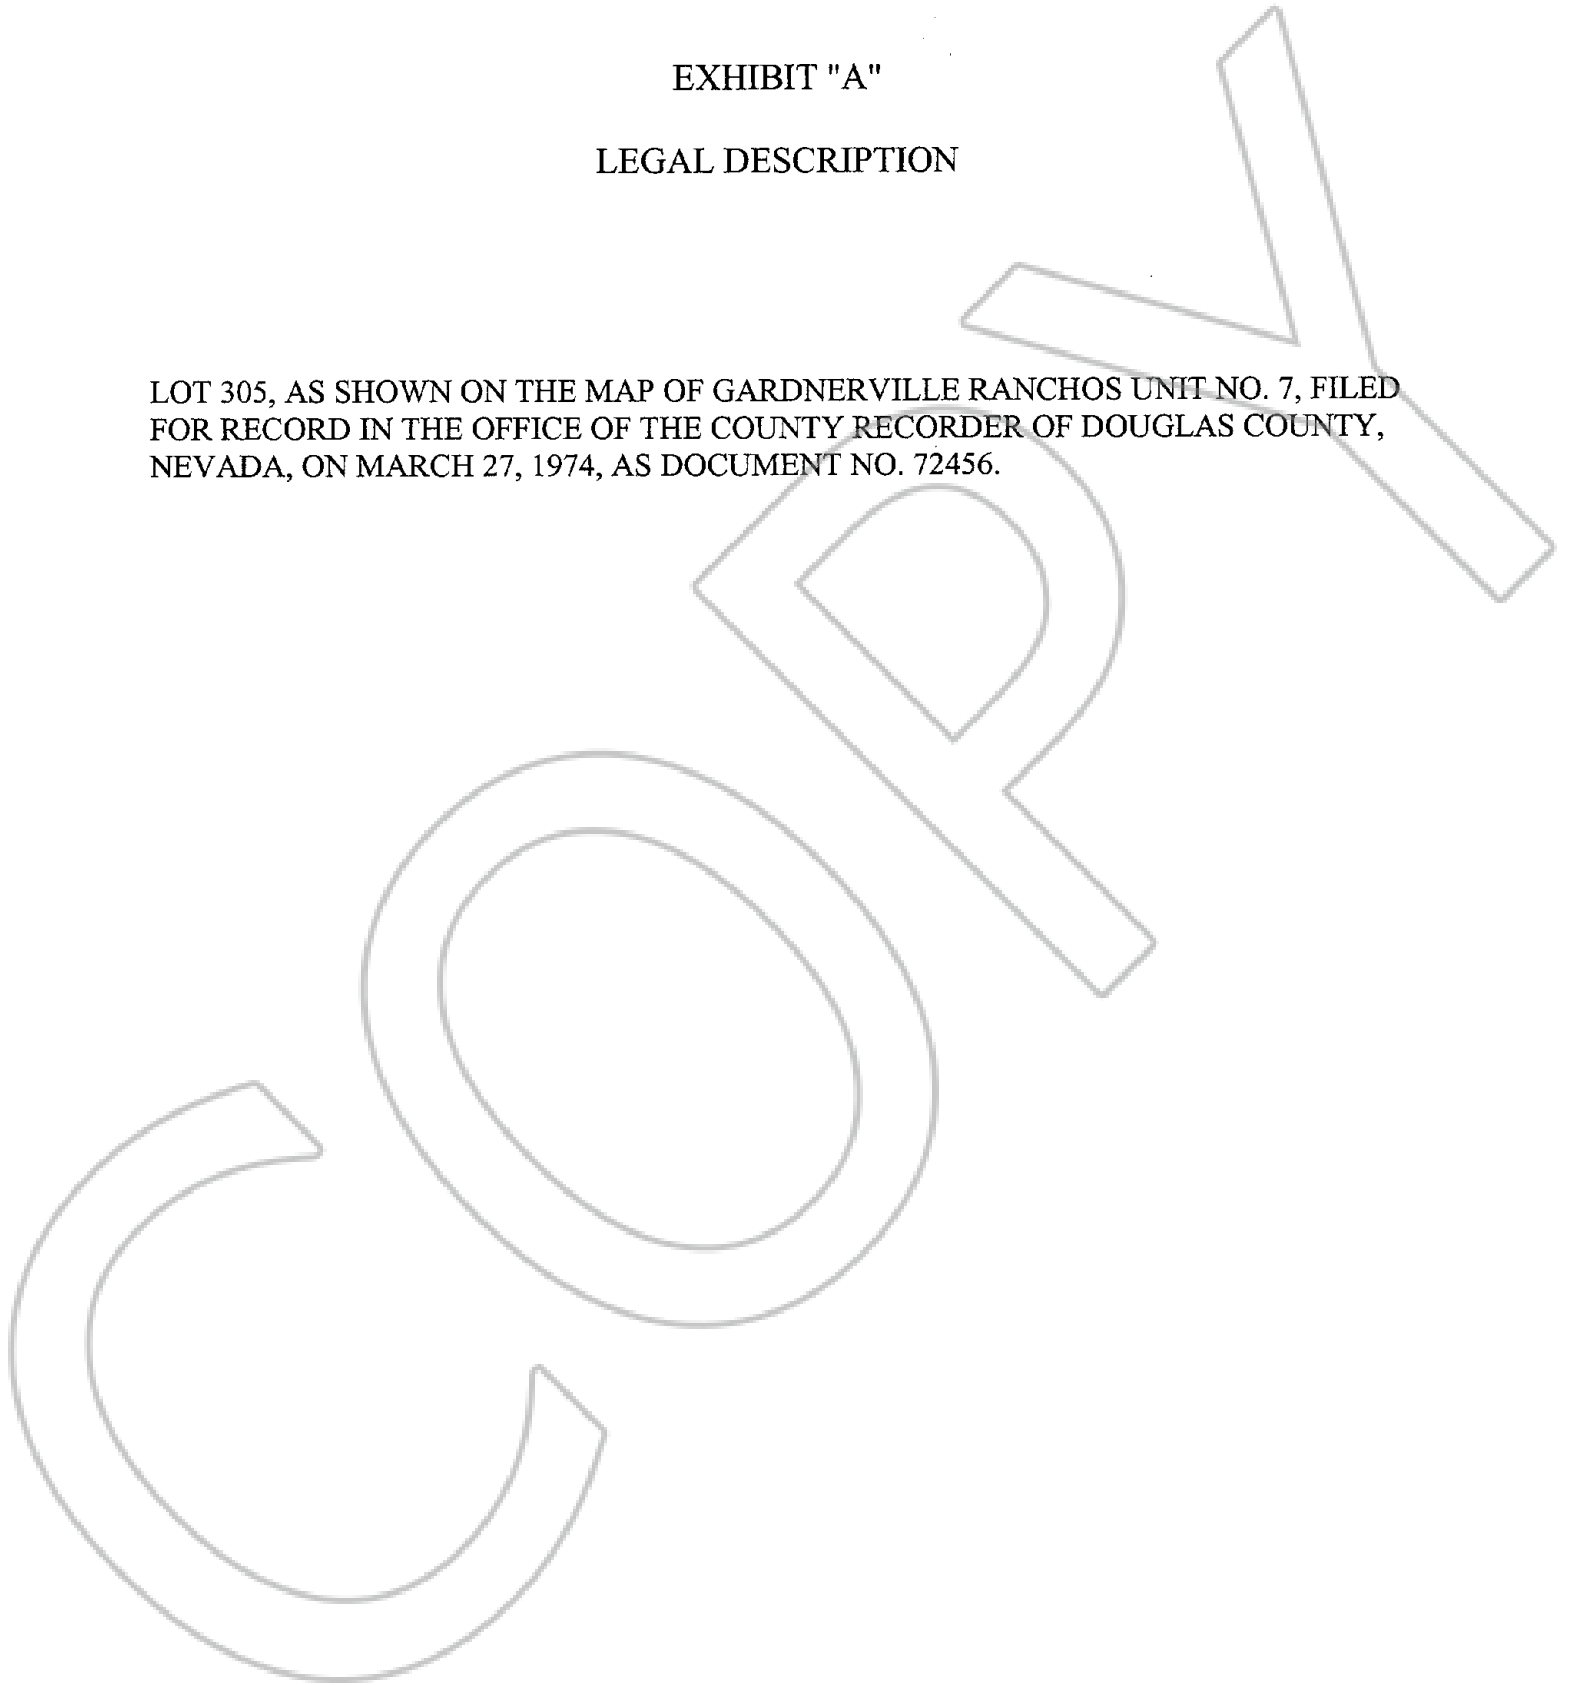 EXHIBIT "A"
LEGAL DESCRIPTION
LOT 305, AS SHOWN ON THE MAP OF GARDNERVILLE RANCHOS UNIT NO. 7, FILED
FOR RECORD IN THE OFFICE OF THE COUNTY RECORDER OF DOUGLAS COUNTY,
NEVADA, ON MARCH 27, 1974, AS DOCUMENT NO. 72456.
COPY